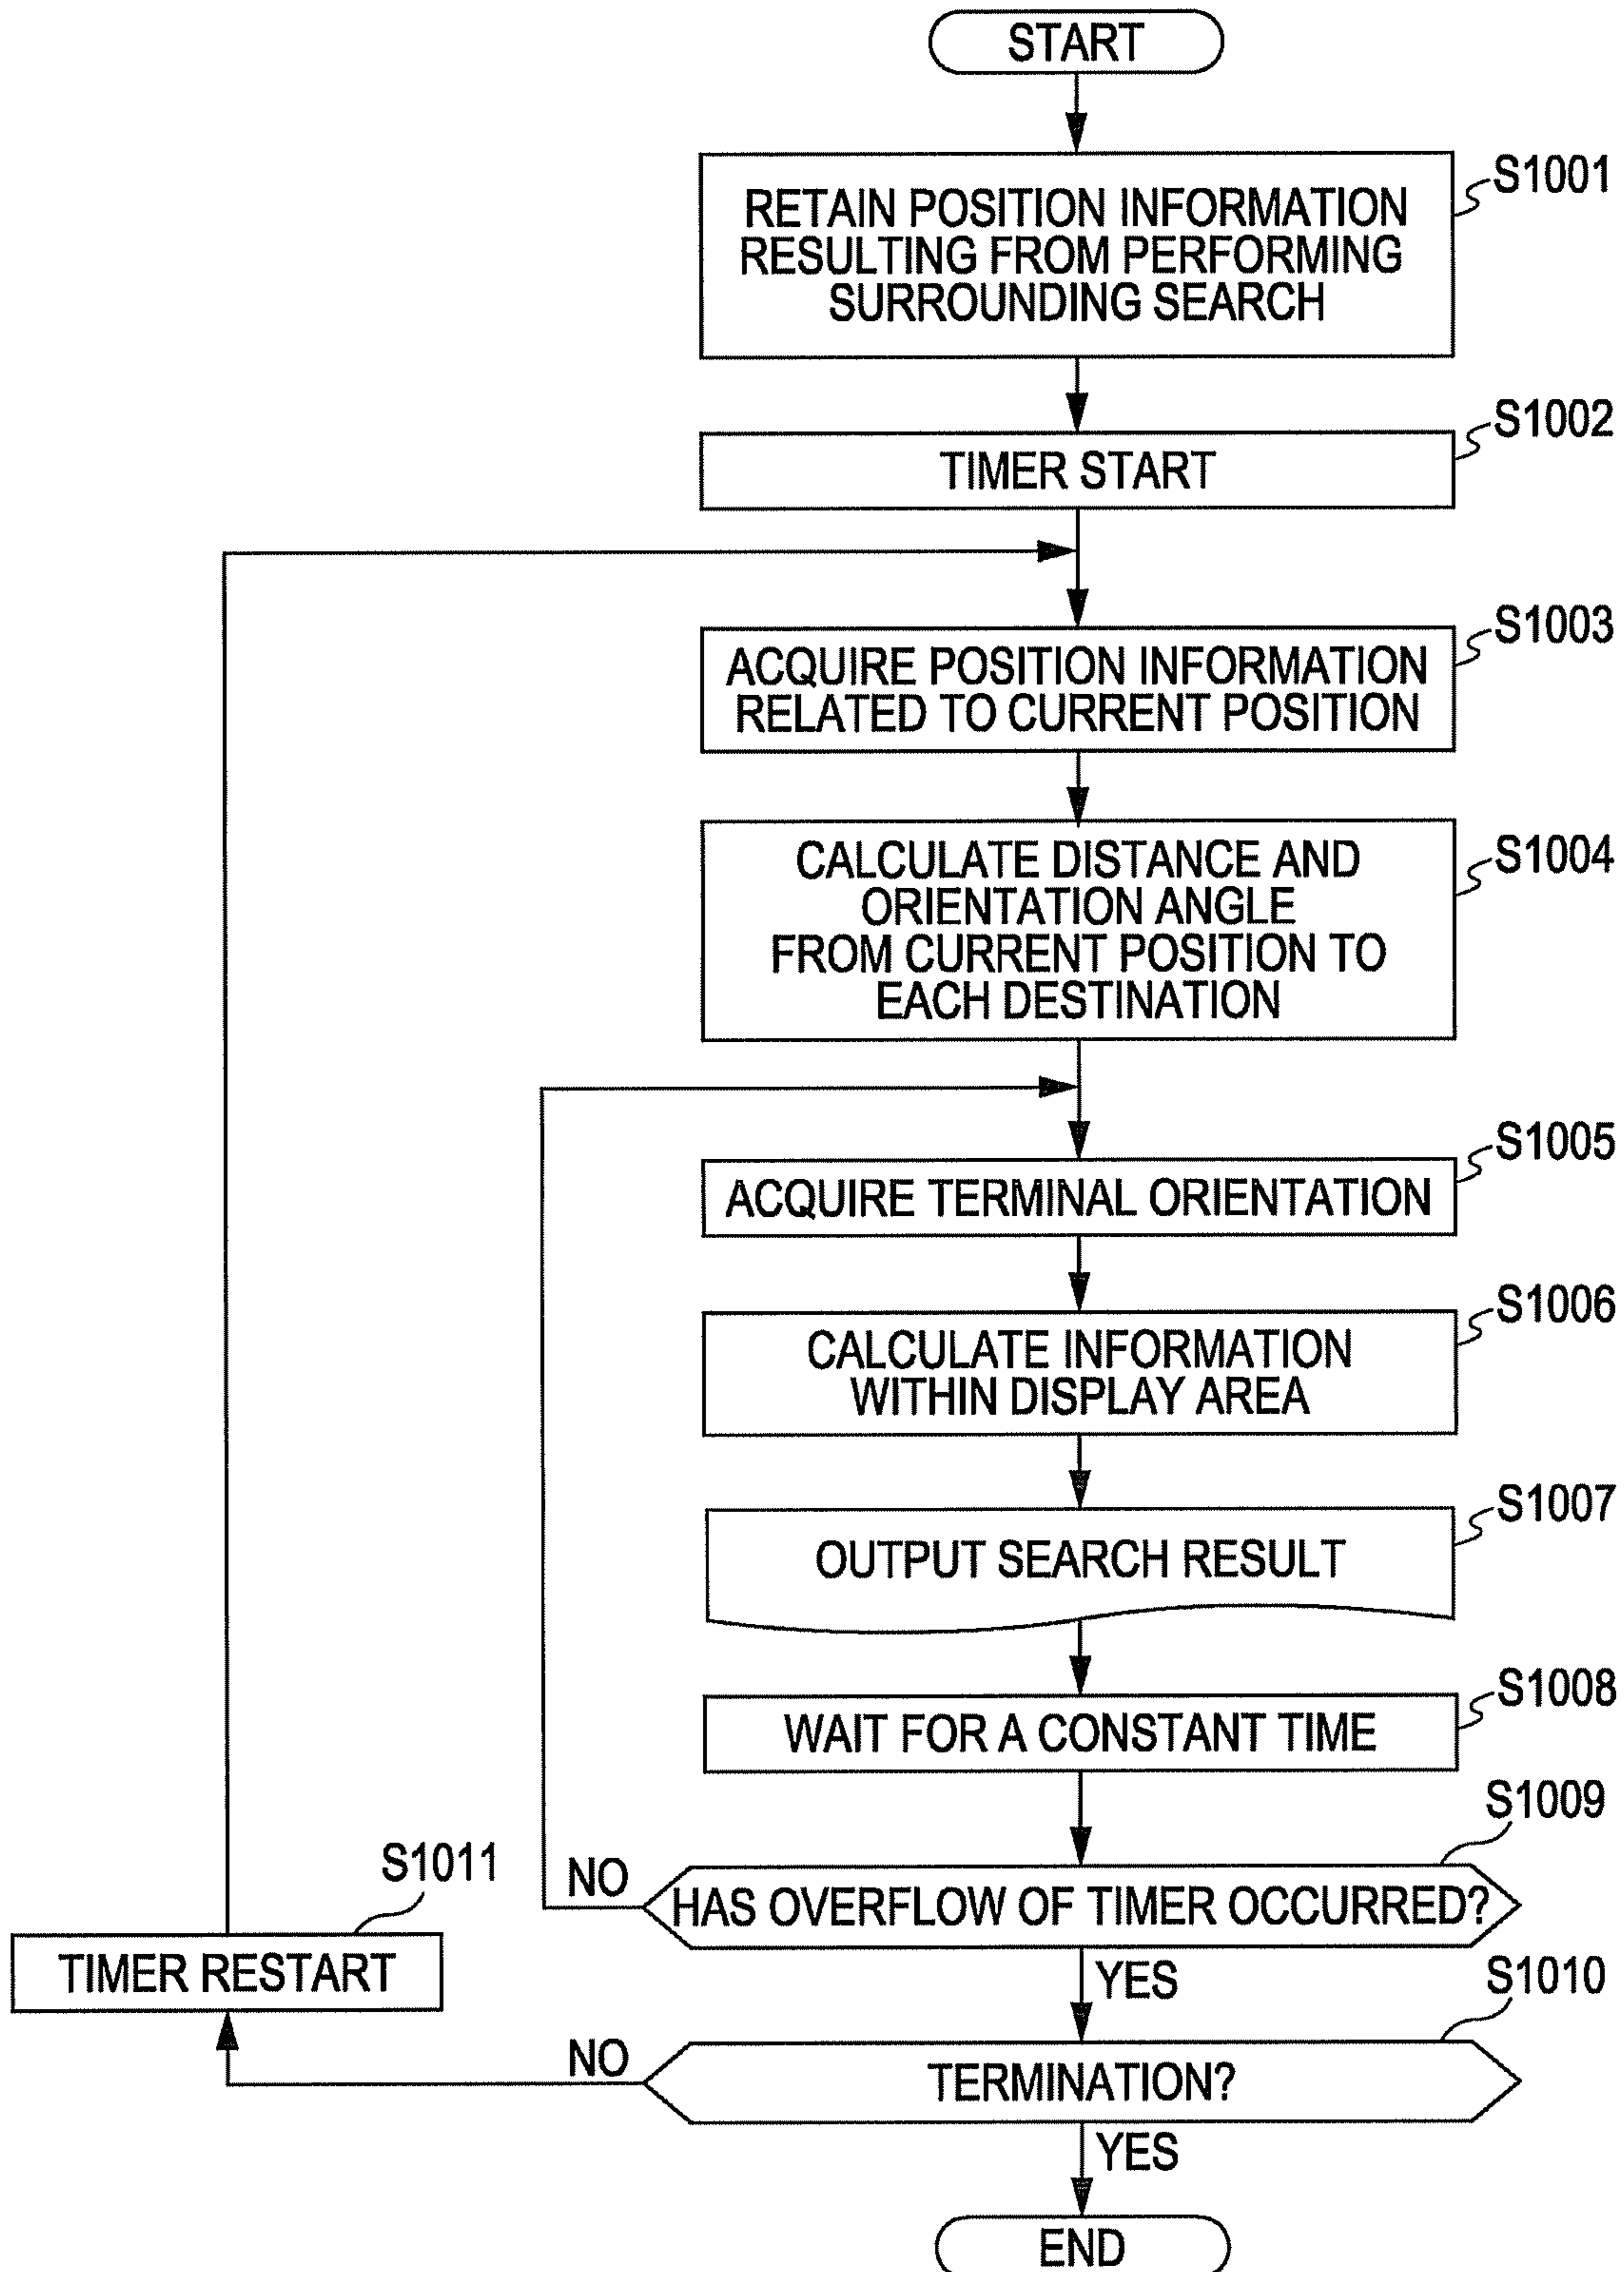 START
S1001
RETAIN POSITION INFORMATION
RESULTING FROM PERFORMING
SURROUNDING SEARCH
S1002
TIMER START
S1003
ACQUIRE POSITION INFORMATION
RELATED TO CURRENT POSITION
S1004
CALCULATE DISTANCE AND
ORIENTATION ANGLE
FROM CURRENT POSITION TO
EACH DESTINATION
S1005
ACQUIRE TERMINAL ORIENTATION
S1006
CALCULATE INFORMATION
WITHIN DISPLAY AREA
S1007
OUTPUT SEARCH RESULT
S1008
WAIT FOR A CONSTANT TIME
S1009
NO
HAS OVERFLOW OF TIMER OCCURRED?
S1011
TIMER RESTART
YES
S1010
NO
TERMINATION?
YES
END